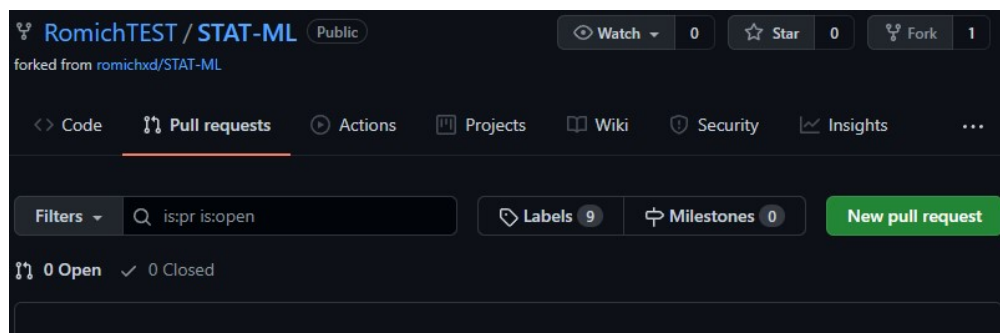 RomichTEST / STAT-ML Public Watch 0 Star 0 Fork 1
forked from romichxd/STAT-ML
Code Pull requests Actions Projects Wiki Security Insights ...
Filters is:pr is:open Labels 9 Milestones 0 New pull request
0 Open 0 Closed